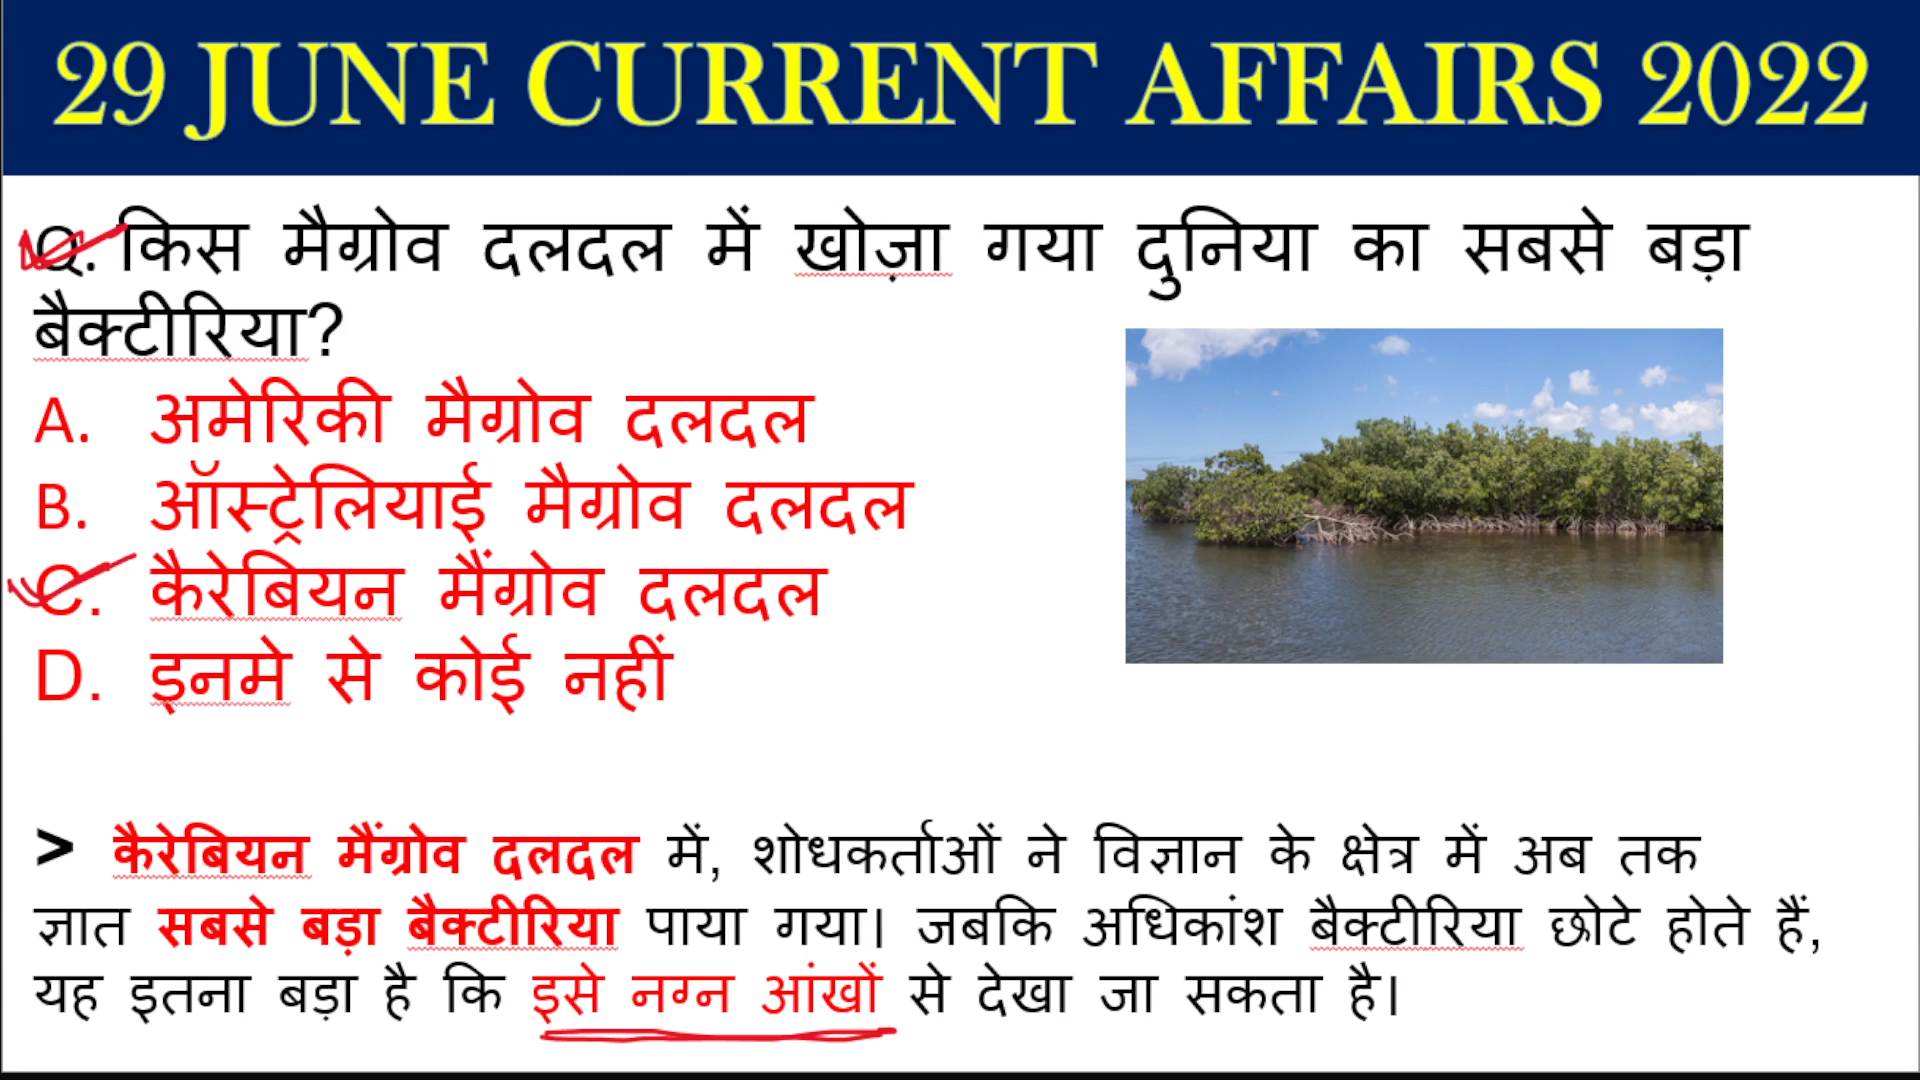 29 JUNE CURRENT AFFAIRS 2022
Q. किस मैग्रोव दलदल में खोज़ा गया दुनिया का सबसे बड़ा
बैक्टीरिया?
A. अमेरिकी मैग्रोव दलदल
B. ऑस्ट्रेलियाई मैग्रोव दलदल
C. कैरेबियन मैंग्रोव दलदल
D. इनमे से कोई नहीं
> कैरेबियन मैंग्रोव दलदल में, शोधकर्ताओं ने विज्ञान के क्षेत्र में अब तक
ज्ञात सबसे बड़ा बैक्टीरिया पाया गया। जबकि अधिकांश बैक्टीरिया छोटे होते हैं,
यह इतना बड़ा है कि इसे नग्न आंखों से देखा जा सकता है।